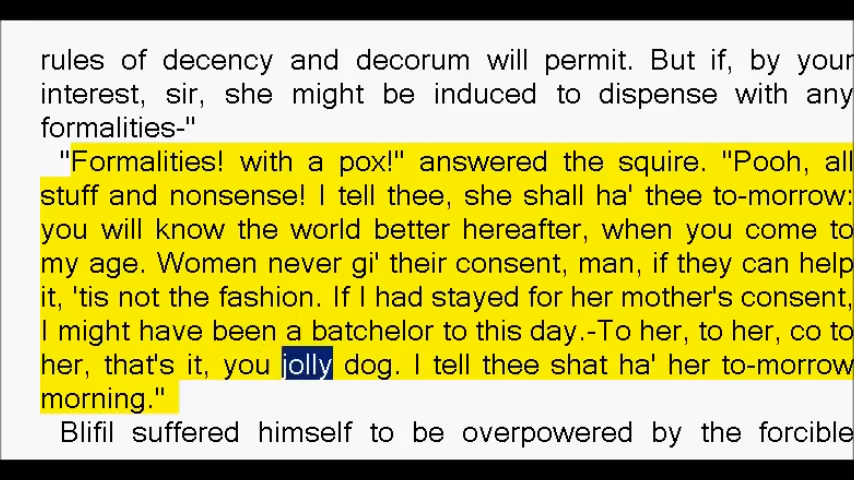 rules of decency and decorum will permit. But if, by your
interest, sir, she might be induced to dispense with any
formalities-"
"Formalities! with a pox!" answered the squire. "Pooh, all
stuff and nonsense! I tell thee, she shall ha' thee to-morrow:
you will know the world better hereafter, when you come to
my age. Women never gi' their consent, man, if they can help
it, 'tis not the fashion. If I had stayed for her mother's consent,
I might have been a batchelor to this day.-To her, to her, co to
her, that's it, you jolly dog. I tell thee shat ha' her to-morrow
morning."
Blifil suffered himself to be overpowered by the forcible